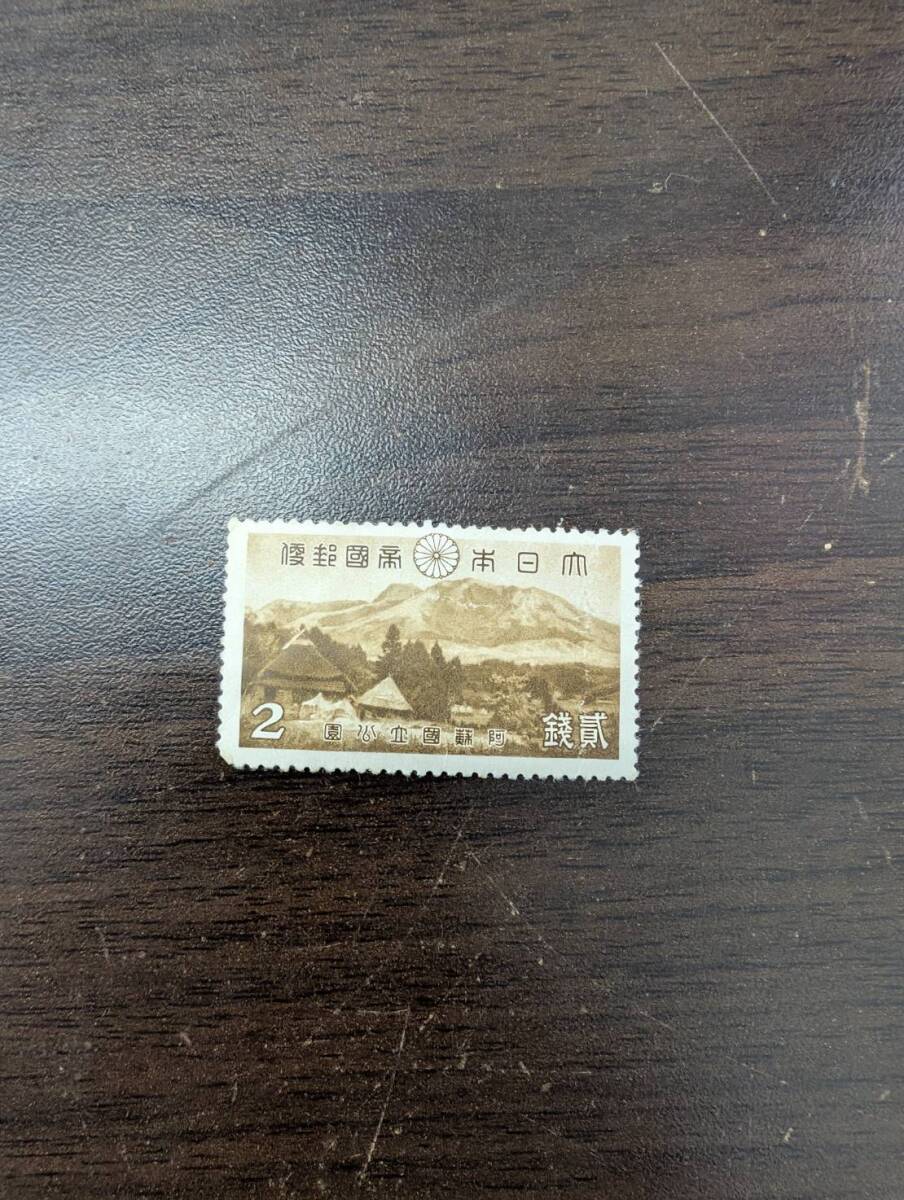 大日本帝國郵便
阿蘇國立公園
2
貳錢